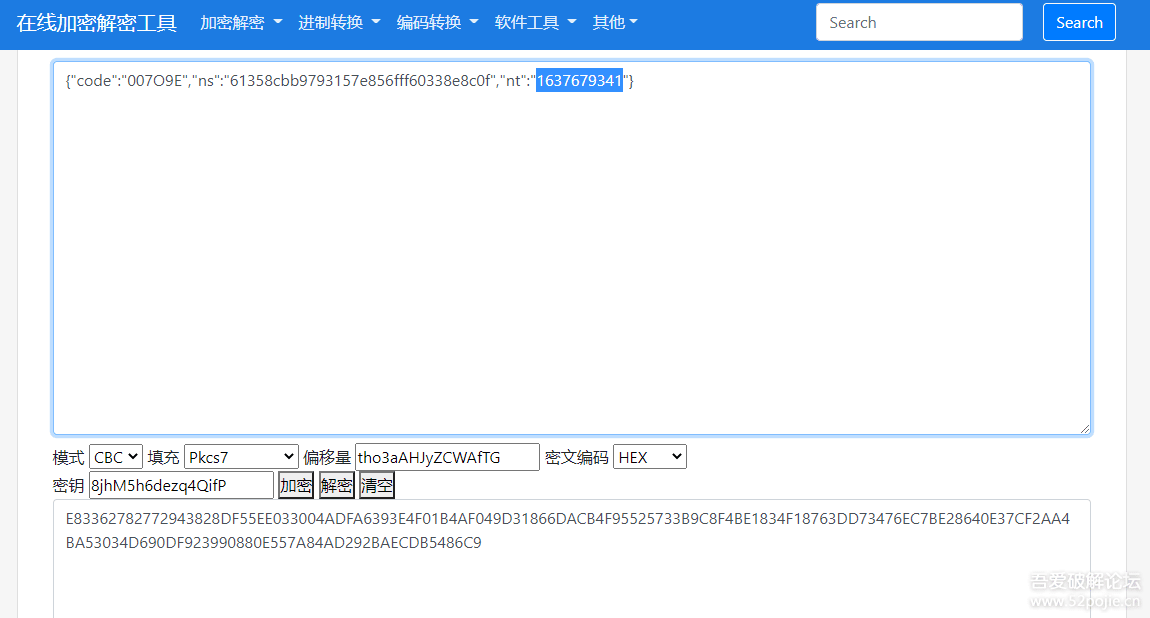 在线加密解密工具 加密解密 进制转换 编码转换 软件工具 其他 Search Search
{"code":"007O9E","ns":"61358cbb9793157e856fff60338e8c0f","nt":"1637679341"}
模式 CBC 填充 Pkcs7 偏移量 tho3aAHJyZCWAfTG 密文编码 HEX
密钥 8jhM5h6dezq4QifP 加密 解密 清空
E83362782772943828DF55EE033004ADFA6393E4F01B4AF049D31866DACB4F95525733B9C8F4BE1834F18763DD73476EC7BE28640E37CF2AA4
BA53034D690DF923990880E557A84AD292BAECDB5486C9
吾爱破解论坛
www.52pojie.cn